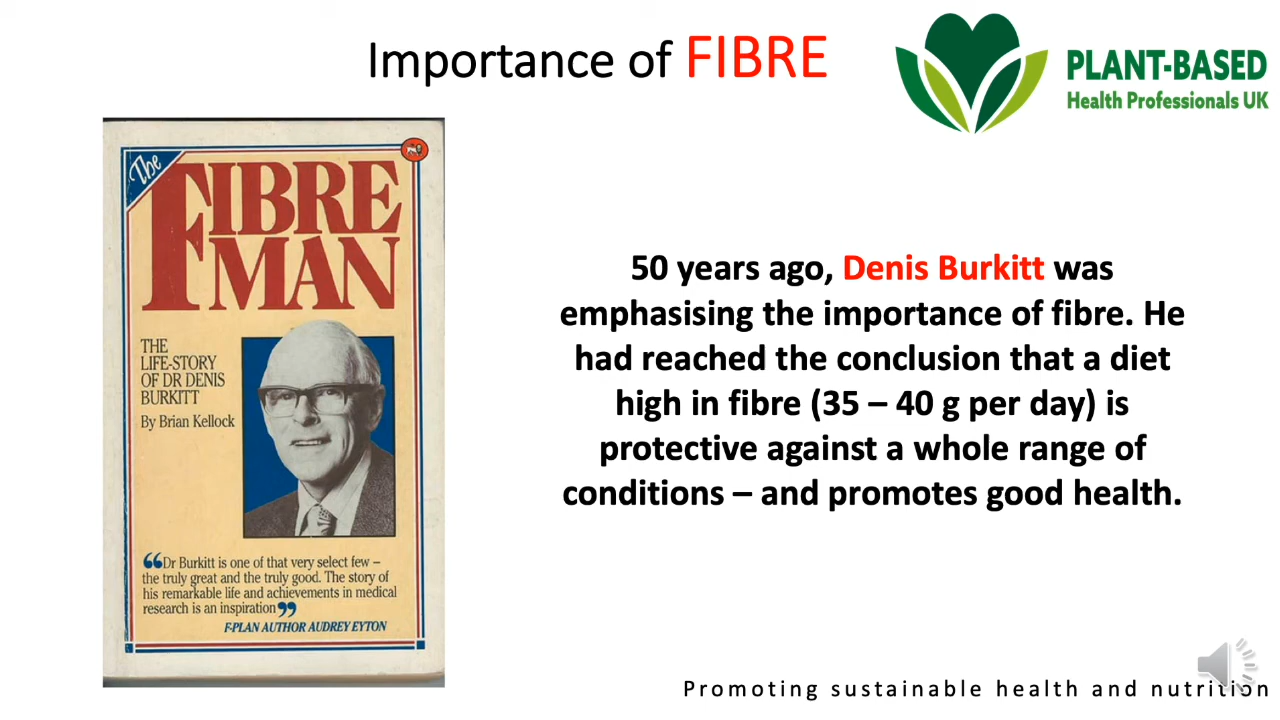 Importance of FIBRE
PLANT-BASED
Health Professionals UK
The
FIBRE
MAN
THE
LIFE-STORY
OF DR DENIS
BURKITT
By Brian Kellock
“Dr Burkitt is one of that very select few –
the truly great and the truly good. The story of
his remarkable life and achievements in medical
research is an inspiration”
F-PLAN AUTHOR AUDREY EYTON
50 years ago, Denis Burkitt was
emphasising the importance of fibre. He
had reached the conclusion that a diet
high in fibre (35 – 40 g per day) is
protective against a whole range of
conditions – and promotes good health.
Promoting sustainable health and nutrition